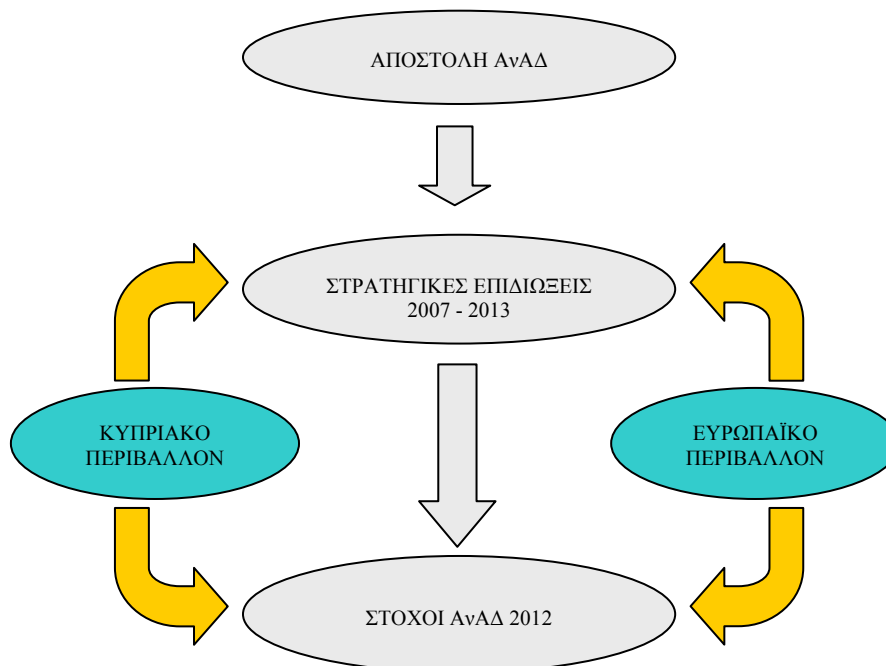 ΑΠΟΣΤΟΛΗ ΑνΑΔ
ΣΤΡΑΤΗΓΙΚΕΣ ΕΠΙΔΙΩΞΕΙΣ
2007 - 2013
ΚΥΠΡΙΑΚΟ
ΠΕΡΙΒΑΛΛΟΝ
ΕΥΡΩΠΑΪΚΟ
ΠΕΡΙΒΑΛΛΟΝ
ΣΤΟΧΟΙ ΑνΑΔ 2012